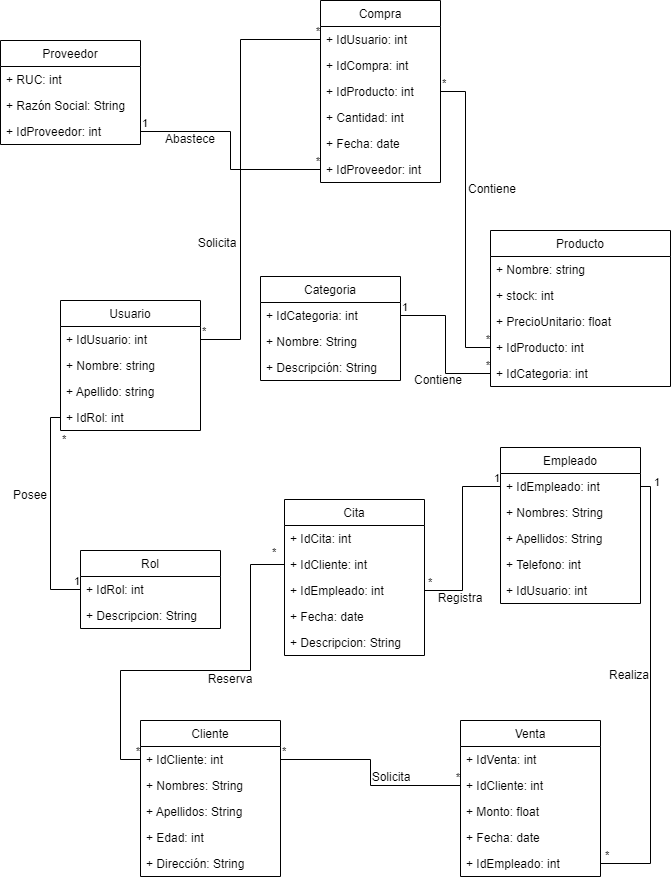 Compra
+ IdUsuario: int
+ IdCompra: int
+ IdProducto: int
+ Cantidad: int
+ Fecha: date
+ IdProveedor: int
*
*
*
Proveedor
+ RUC: int
+ Razón Social: String
+ IdProveedor: int
1
Abastece
Contiene
Solicita
Producto
+ Nombre: string
+ stock: int
+ PrecioUnitario: float
+ IdProducto: int
+ IdCategoria: int
*
*
Categoria
+ IdCategoria: int
+ Nombre: String
+ Descripción: String
1
Contiene
Usuario
+ IdUsuario: int
+ Nombre: string
+ Apellido: string
+ IdRol: int
*
*
Posee
Rol
+ IdRol: int
+ Descripcion: String
1
Empleado
+ IdEmpleado: int
+ Nombres: String
+ Apellidos: String
+ Telefono: int
+ IdUsuario: int
1
1
Cita
+ IdCita: int
+ IdCliente: int
+ IdEmpleado: int
+ Fecha: date
+ Descripcion: String
*
*
Registra
Reserva
Realiza
Cliente
+ IdCliente: int
+ Nombres: String
+ Apellidos: String
+ Edad: int
+ Dirección: String
*
*
Solicita
Venta
+ IdVenta: int
+ IdCliente: int
+ Monto: float
+ Fecha: date
+ IdEmpleado: int
*
*